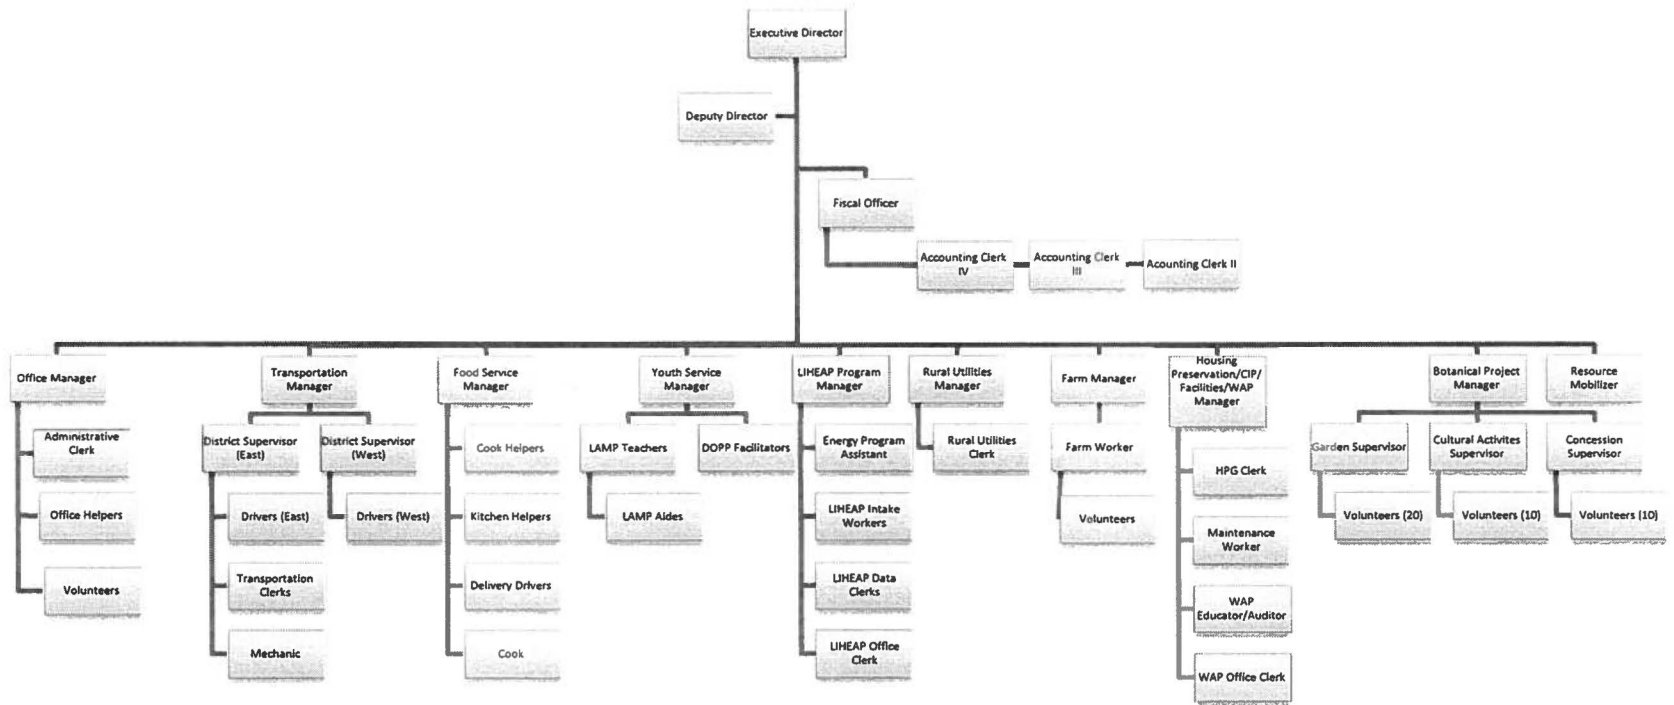 Executive Director
Deputy Director
Fiscal Officer
Accounting Clerk
IV
Accounting Clerk
III
Acounting Clerk II
Office Manager
Transportation
Manager
Food Service
Manager
Youth Service
Manager
LIHEAP Program
Manager
Rural Utilities
Manager
Farm Manager
Housing
Preservation/CIP/
Facilities/WAP
Manager
Botanical Project
Manager
Resource
Mobilizer
Administrative
Clerk
District Supervisor
(East)
District Supervisor
(West)
Cook Helpers
LAMP Teachers
DOPP Facilitators
Energy Program
Assistant
Rural Utilities
Clerk
Farm Worker
HPG Clerk
Garden Supervisor
Cultural Activites
Supervisor
Concession
Supervisor
Office Helpers
Drivers (East)
Drivers (West)
Kitchen Helpers
LAMP Aides
LIHEAP Intake
Workers
Volunteers
Maintenance
Worker
Volunteers (20)
Volunteers (10)
Volunteers (10)
Volunteers
Transportation
Clerks
Delivery Drivers
LIHEAP Data
Clerks
WAP
Educator/Auditor
Mechanic
Cook
LIHEAP Office
Clerk
WAP Office Clerk